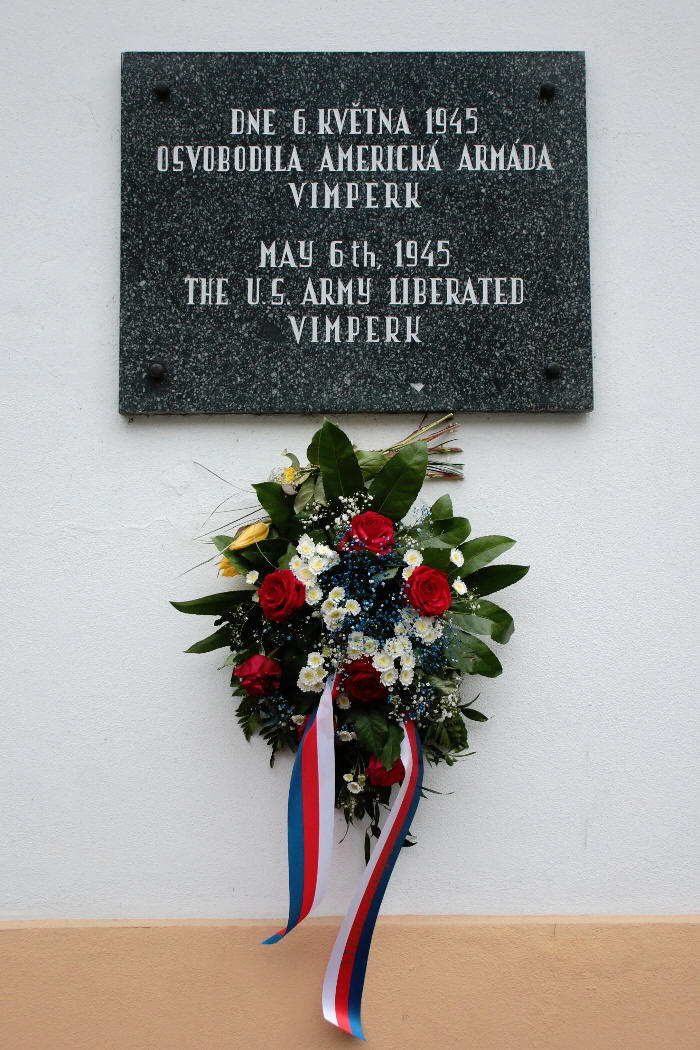 DNE 6. KVĚTNA 1945
OSVOBODILA AMERICKÁ ARMÁDA
VIMPERK
MAY 6th, 1945
THE U.S. ARMY LIBERATED
VIMPERK